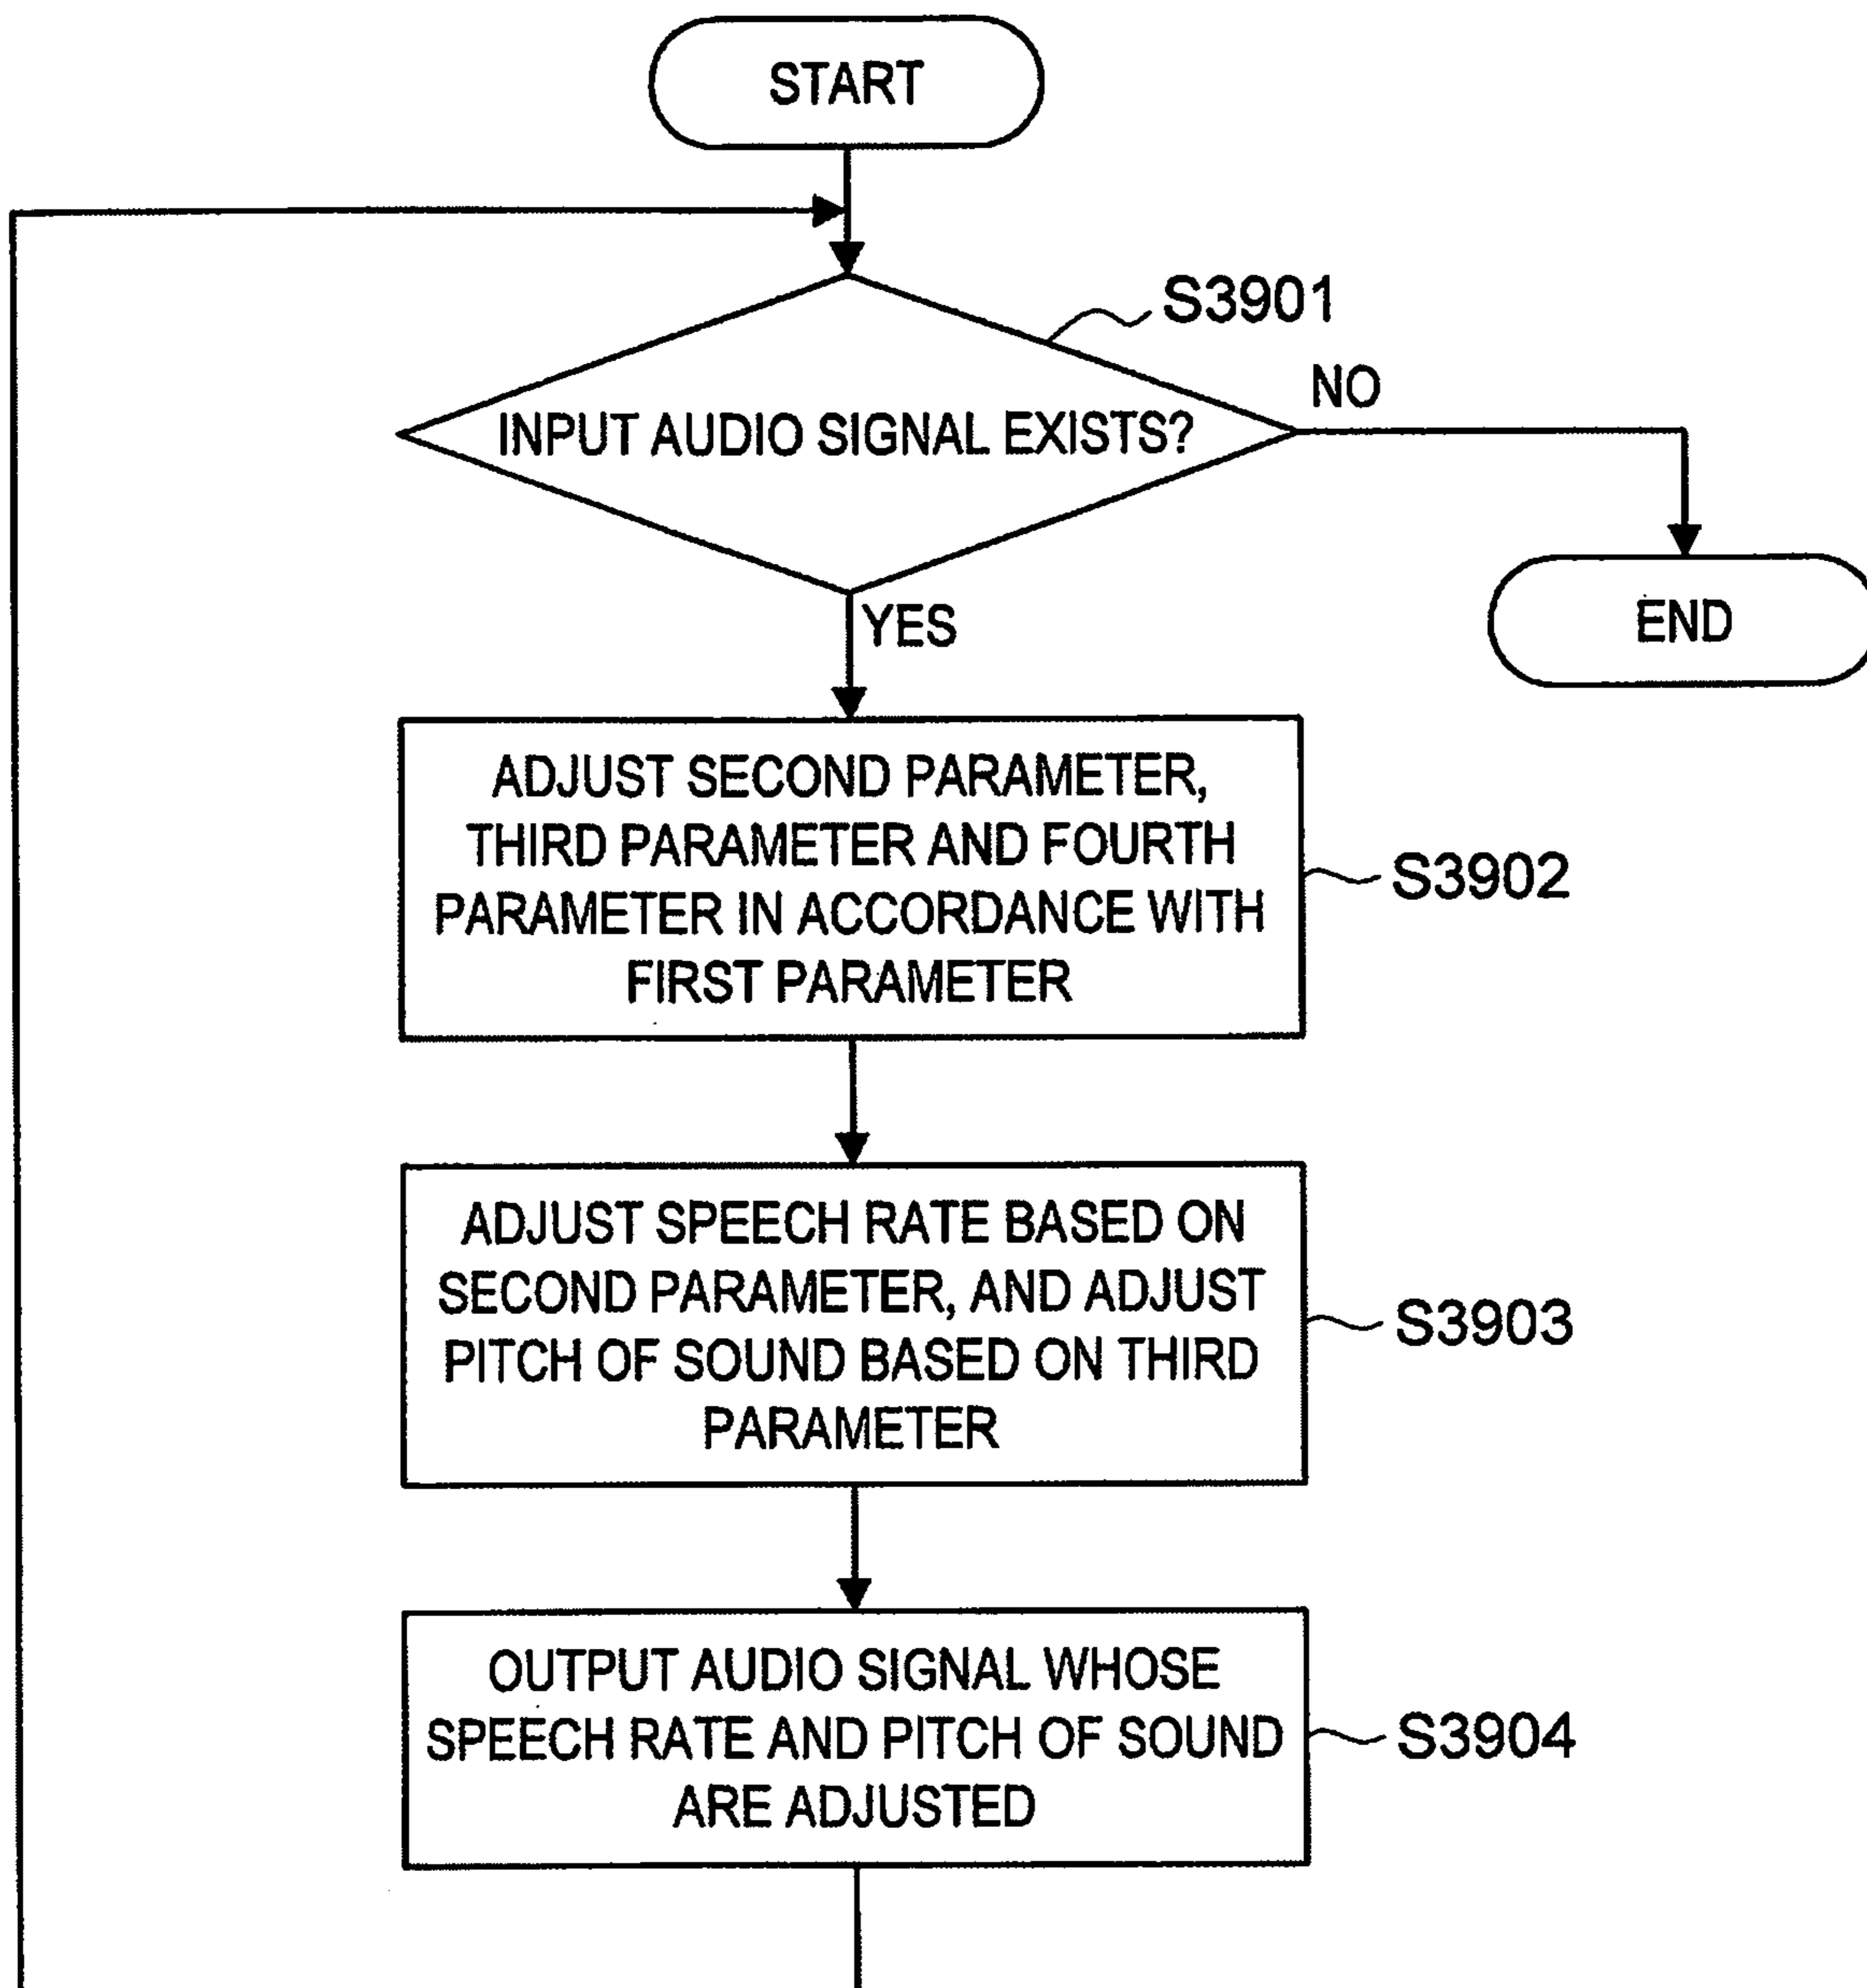 START
S3901
NO
INPUT AUDIO SIGNAL EXISTS?
END
YES
ADJUST SECOND PARAMETER,
THIRD PARAMETER AND FOURTH
PARAMETER IN ACCORDANCE WITH
FIRST PARAMETER
S3902
ADJUST SPEECH RATE BASED ON
SECOND PARAMETER, AND ADJUST
PITCH OF SOUND BASED ON THIRD
PARAMETER
S3903
OUTPUT AUDIO SIGNAL WHOSE
SPEECH RATE AND PITCH OF SOUND
ARE ADJUSTED
S3904